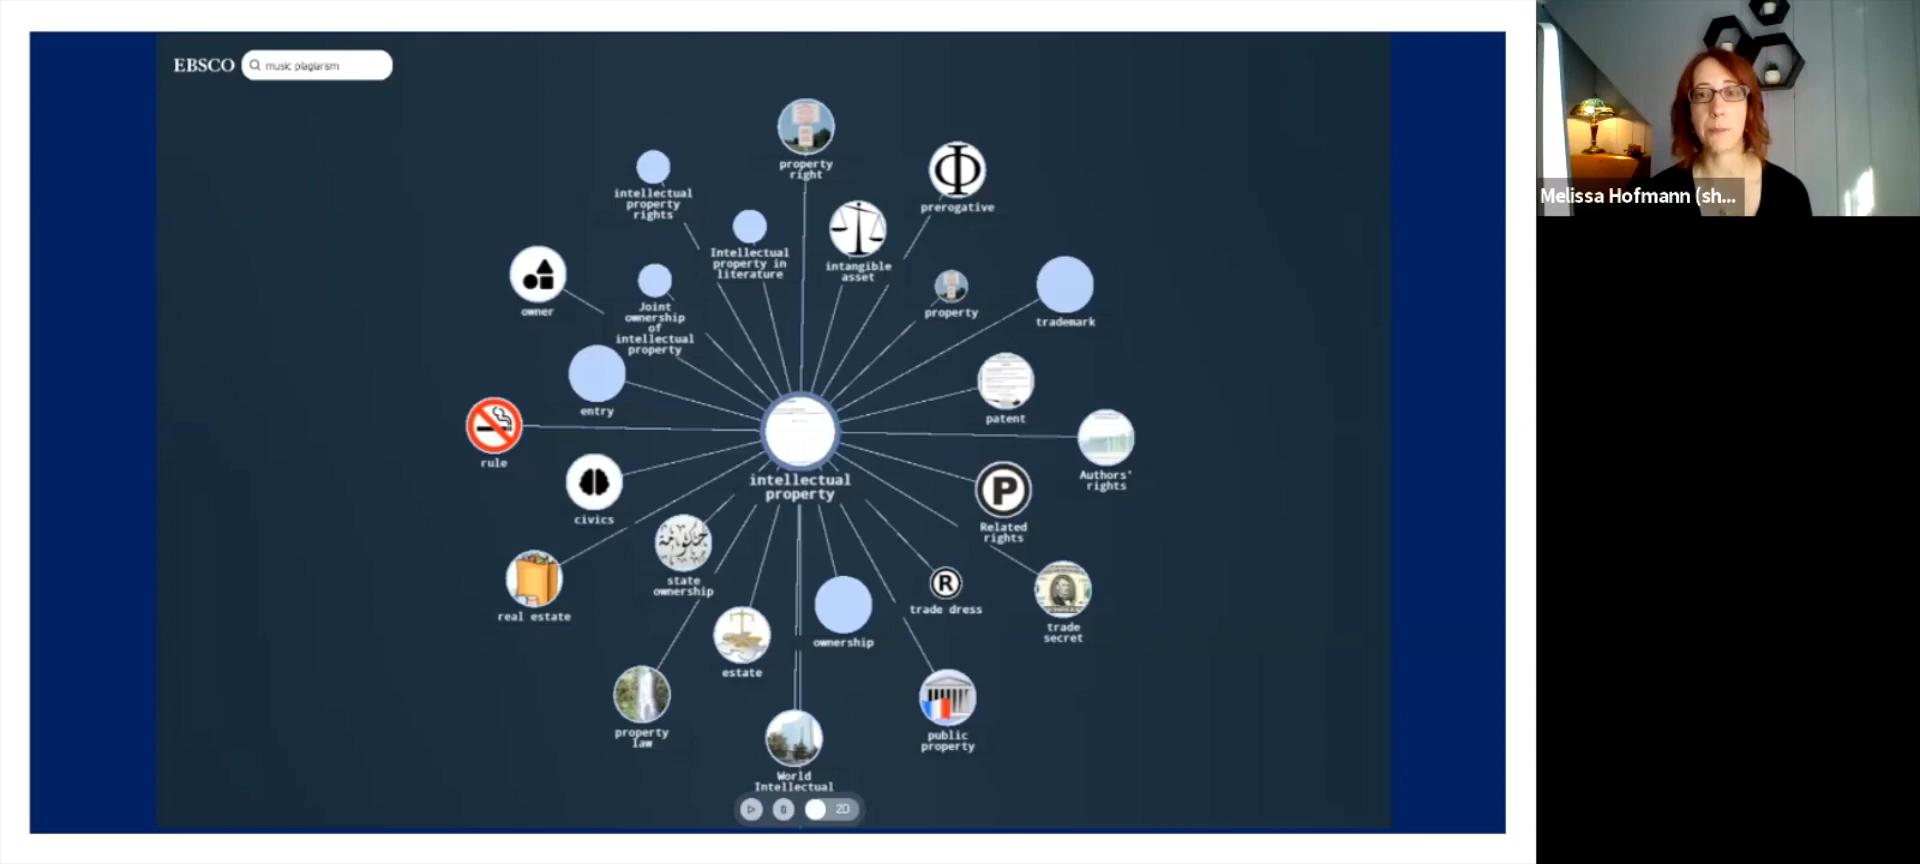 EBSCO
music plagiarism
property
right
intellectual
property
rights
prerogative
Intellectual
property in
literature
intangible
asset
owner
Joint
ownership
of
intellectual
property
property
trademark
entry
patent
rule
intellectual
property
Authors'
rights
civics
Related
rights
state
ownership
real estate
R
trade dress
P
trade
secret
ownership
estate
property
law
public
property
World
Intellectual
2D
Melissa Hofmann (sh...